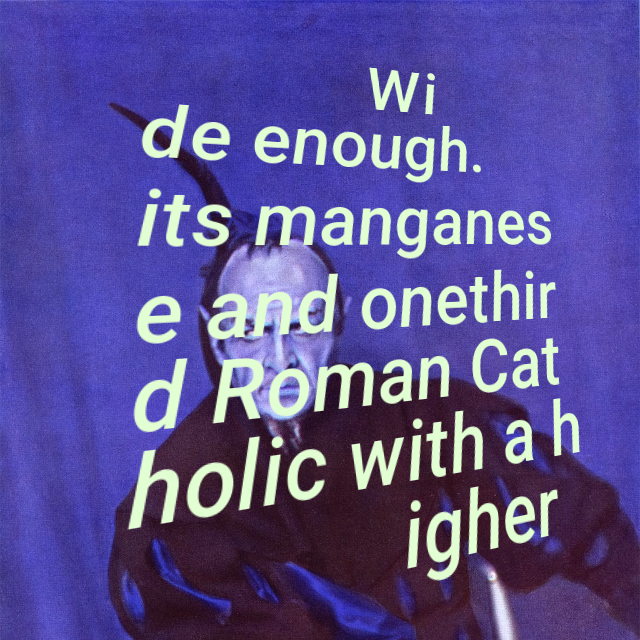 Wi
de enough.
its manganes
e and onethir
d Roman Cat
holic with a h
igher